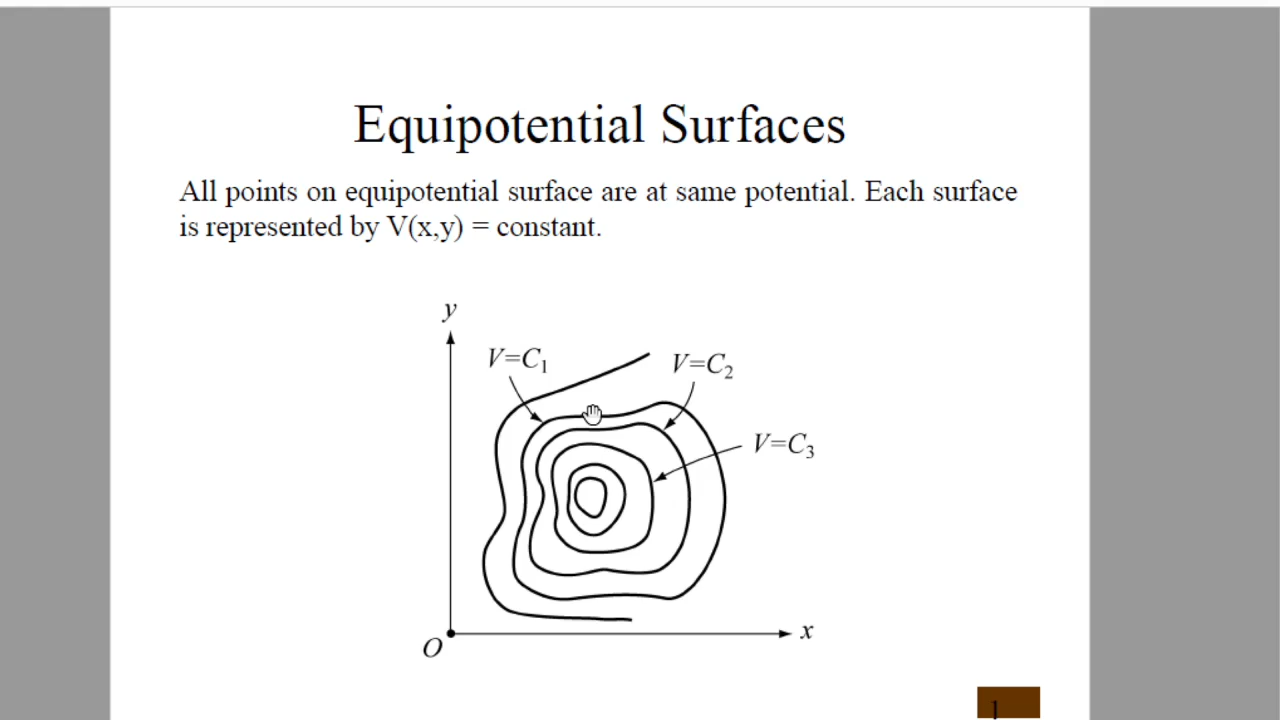 Equipotential Surfaces
All points on equipotential surface are at same potential. Each surface
is represented by V(x,y) = constant.
y
V=C₁
V=C₂
V=C₃
x
O
1